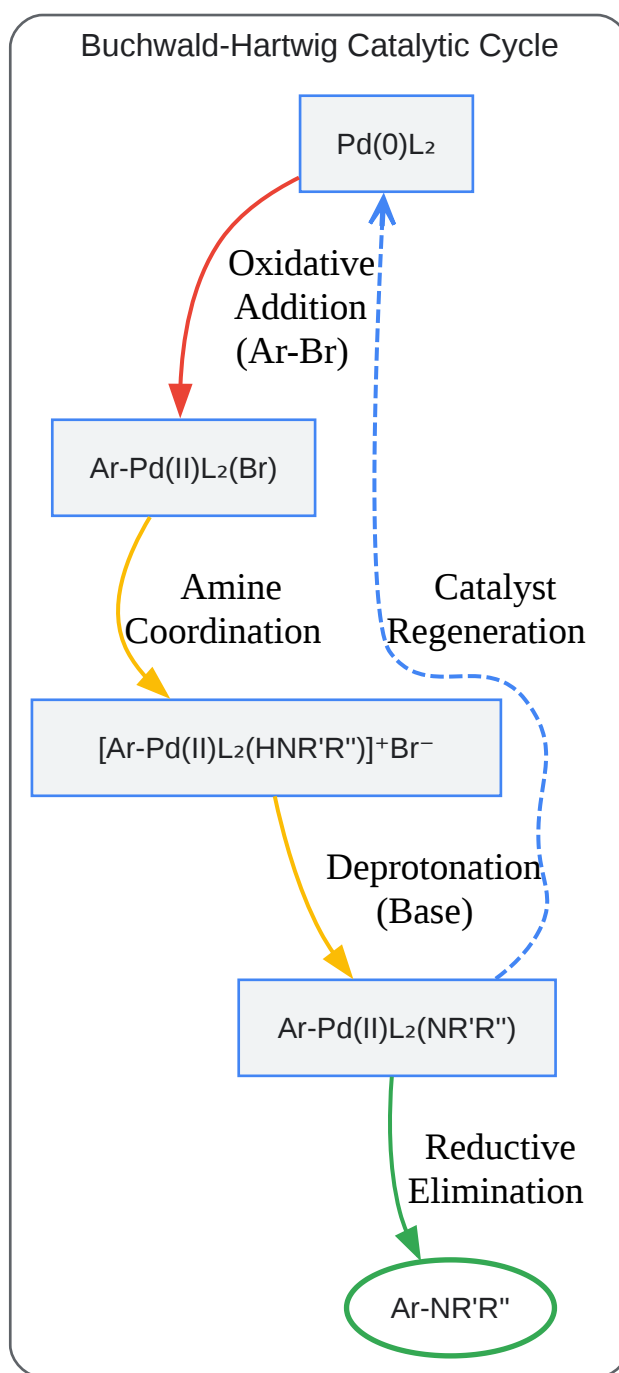 Buchwald-Hartwig Catalytic Cycle
Pd(0)L₂
Oxidative
Addition
(Ar-Br)
Ar-Pd(II)L₂(Br)
Amine
Coordination
Catalyst
Regeneration
[Ar-Pd(II)L₂(HNR'R")]⁺Br⁻
Deprotonation
(Base)
Ar-Pd(II)L₂(NR'R")
Reductive
Elimination
Ar-NR'R"